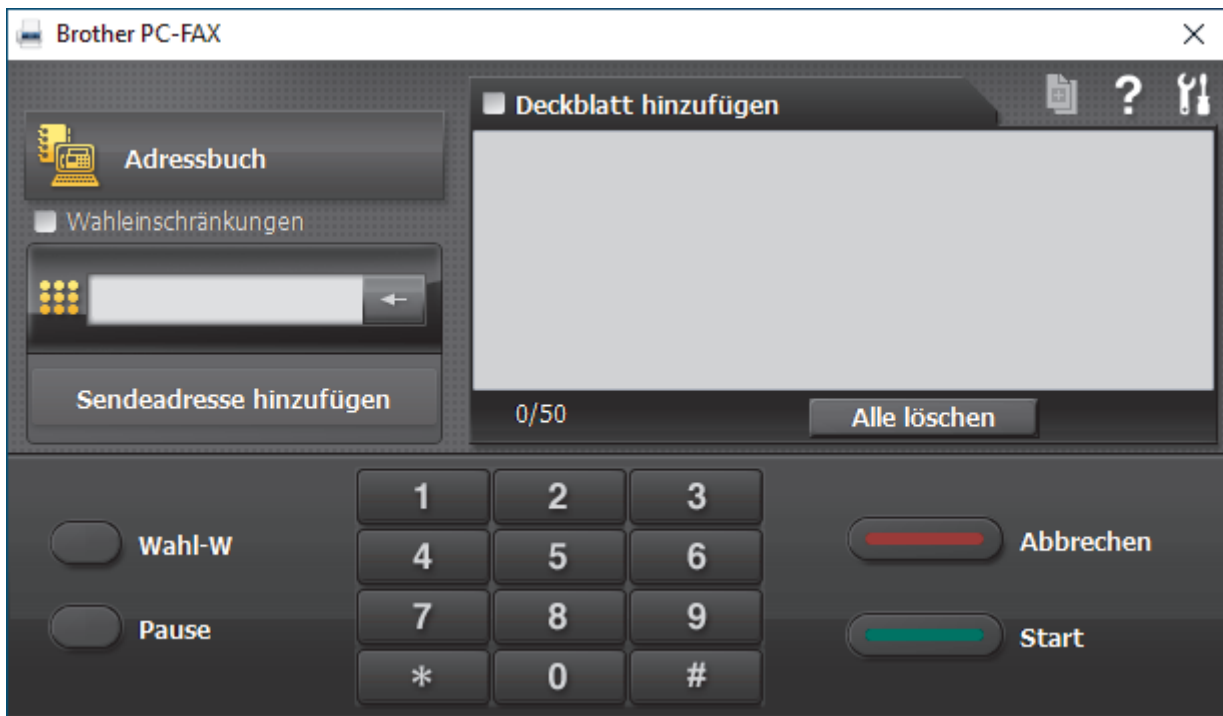 Brother PC-FAX
Deckblatt hinzufügen
?
Adressbuch
Wahleinschränkungen
Sendeadresse hinzufügen
0/50
Alle löschen
1 2 3
Wahl-W
4 5 6
Abbrechen
7 8 9
Pause
Start
* 0 #